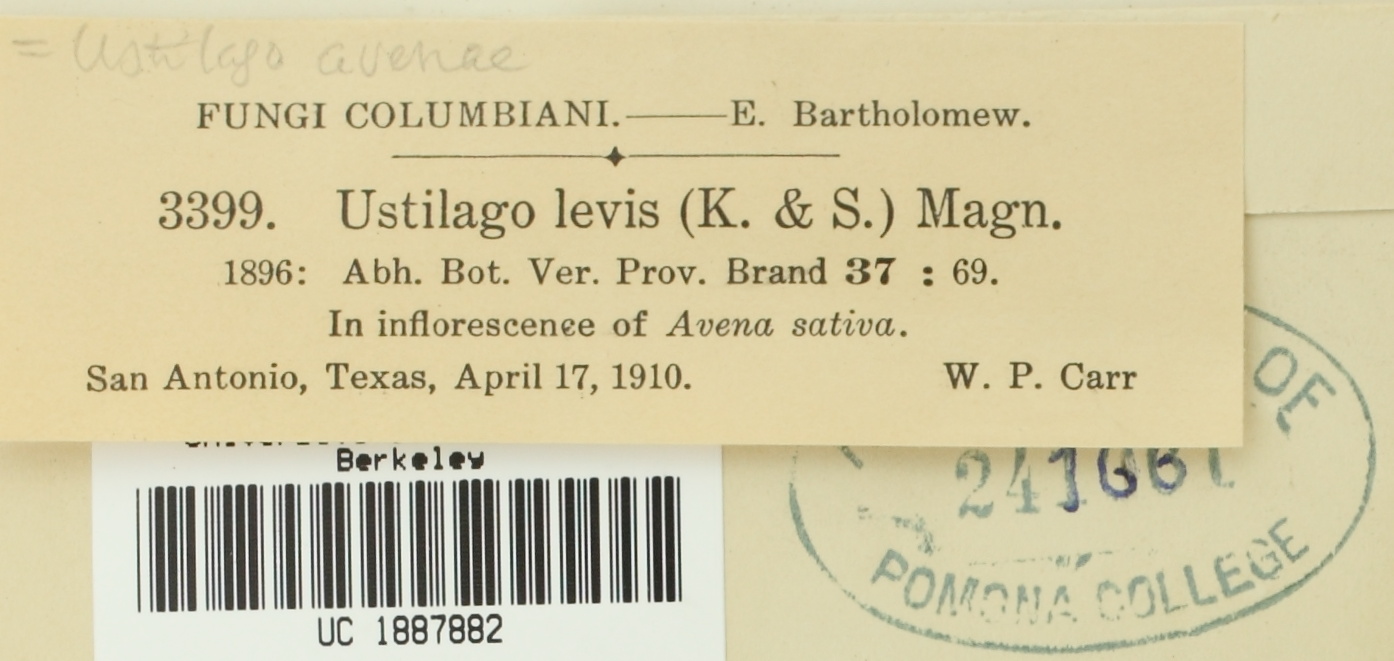 = Ustilago avenae
FUNGI COLUMBIANI.——E. Bartholomew.
3399. Ustilago levis (K. & S.) Magn.
1896: Abh. Bot. Ver. Prov. Brand 37 : 69.
In inflorescence of Avena sativa.
San Antonio, Texas, April 17, 1910. W. P. Carr
Berkeley
UC 1887882
OF
POMONA COLLEGE